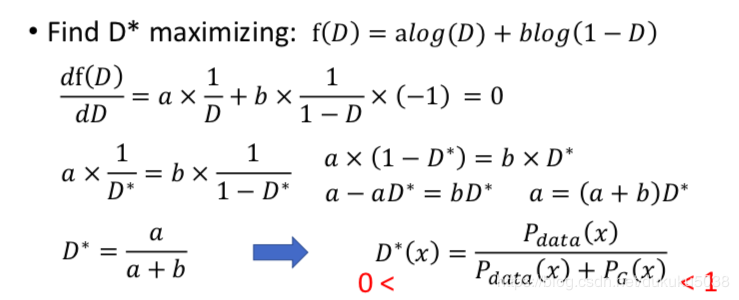 • Find D* maximizing: f(D) = alog(D) + blog(1 − D)
df(D)/dD = a × 1/D + b × 1/(1 − D) × (−1) = 0
a × 1/D* = b × 1/(1 − D*)
a × (1 − D*) = b × D*
a − aD* = bD* a = (a + b)D*
D* = a/(a + b)
D*(x) = P_data(x)/(P_data(x) + P_G(x))
0 < < 1